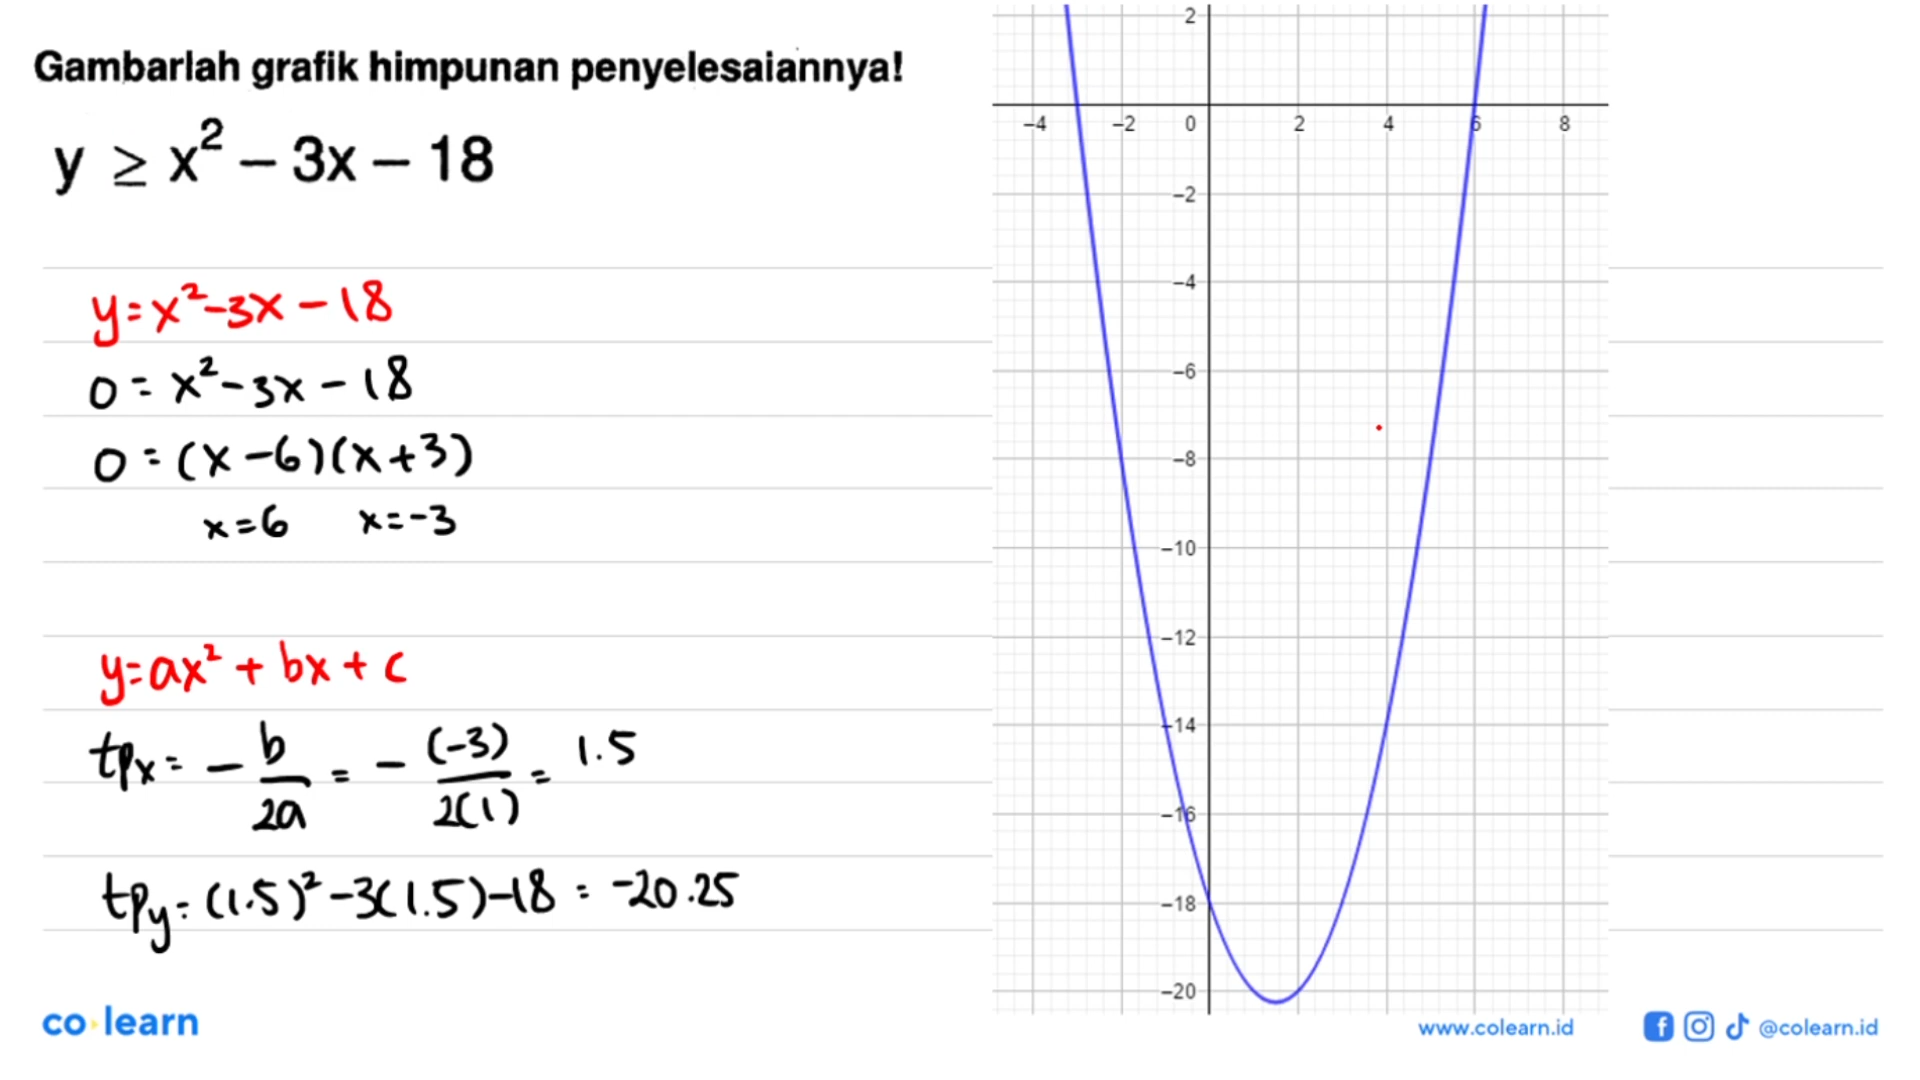 Gambarlah grafik himpunan penyelesaiannya!
y ≥ x² – 3x – 18
y = x² - 3x - 18
0 = x² - 3x - 18
0 = (x - 6)(x + 3)
x = 6 x = -3
y = ax² + bx + c
tpx = - b/2a = - (-3)/2(1) = 1.5
tpy = (1.5)² - 3(1.5) - 18 = -20.25
2
−4 −2 0 2 4 6 8
−2
−4
−6
−8
−10
−12
−14
−16
−18
−20
co learn
www.colearn.id
@colearn.id